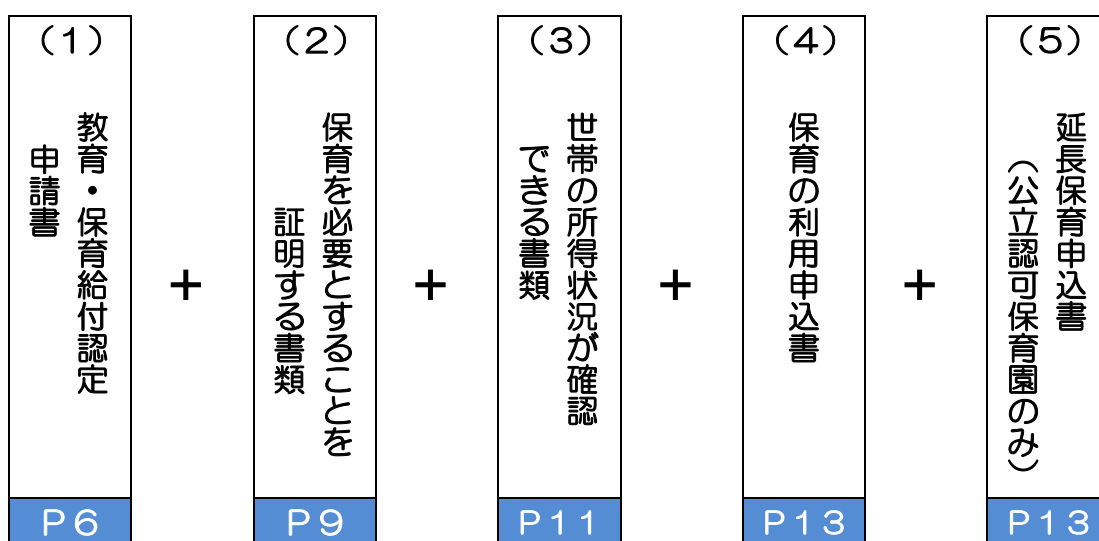 (1)
教育・保育給付認定
申請書
P6
+
(2)
保育を必要とすることを
証明する書類
P9
+
(3)
世帯の所得状況が確認
できる書類
P11
+
(4)
保育の利用申込書
P13
+
(5)
延長保育申込書
(公立認可保育園のみ)
P13